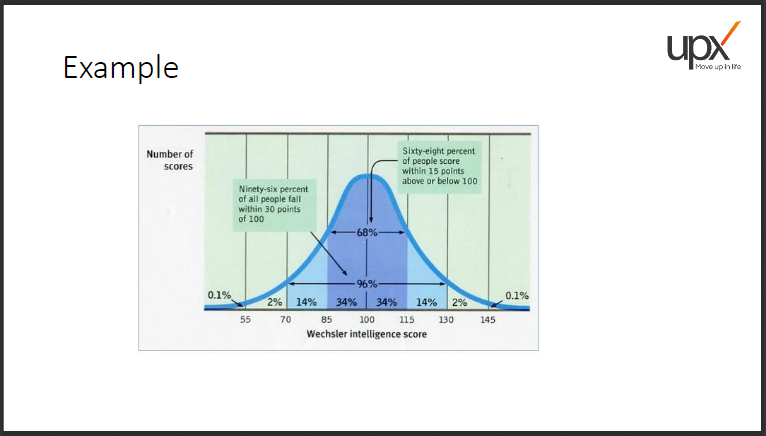 upx
Move up in life
Example
Number of
scores
Sixty-eight percent
of people score
within 15 points
above or below 100
Ninety-six percent
of all people fall
within 30 points
of 100
68%
96%
0.1%
2%
14%
34%
34%
14%
2%
0.1%
55
70
85
100
115
130
145
Wechsler intelligence score